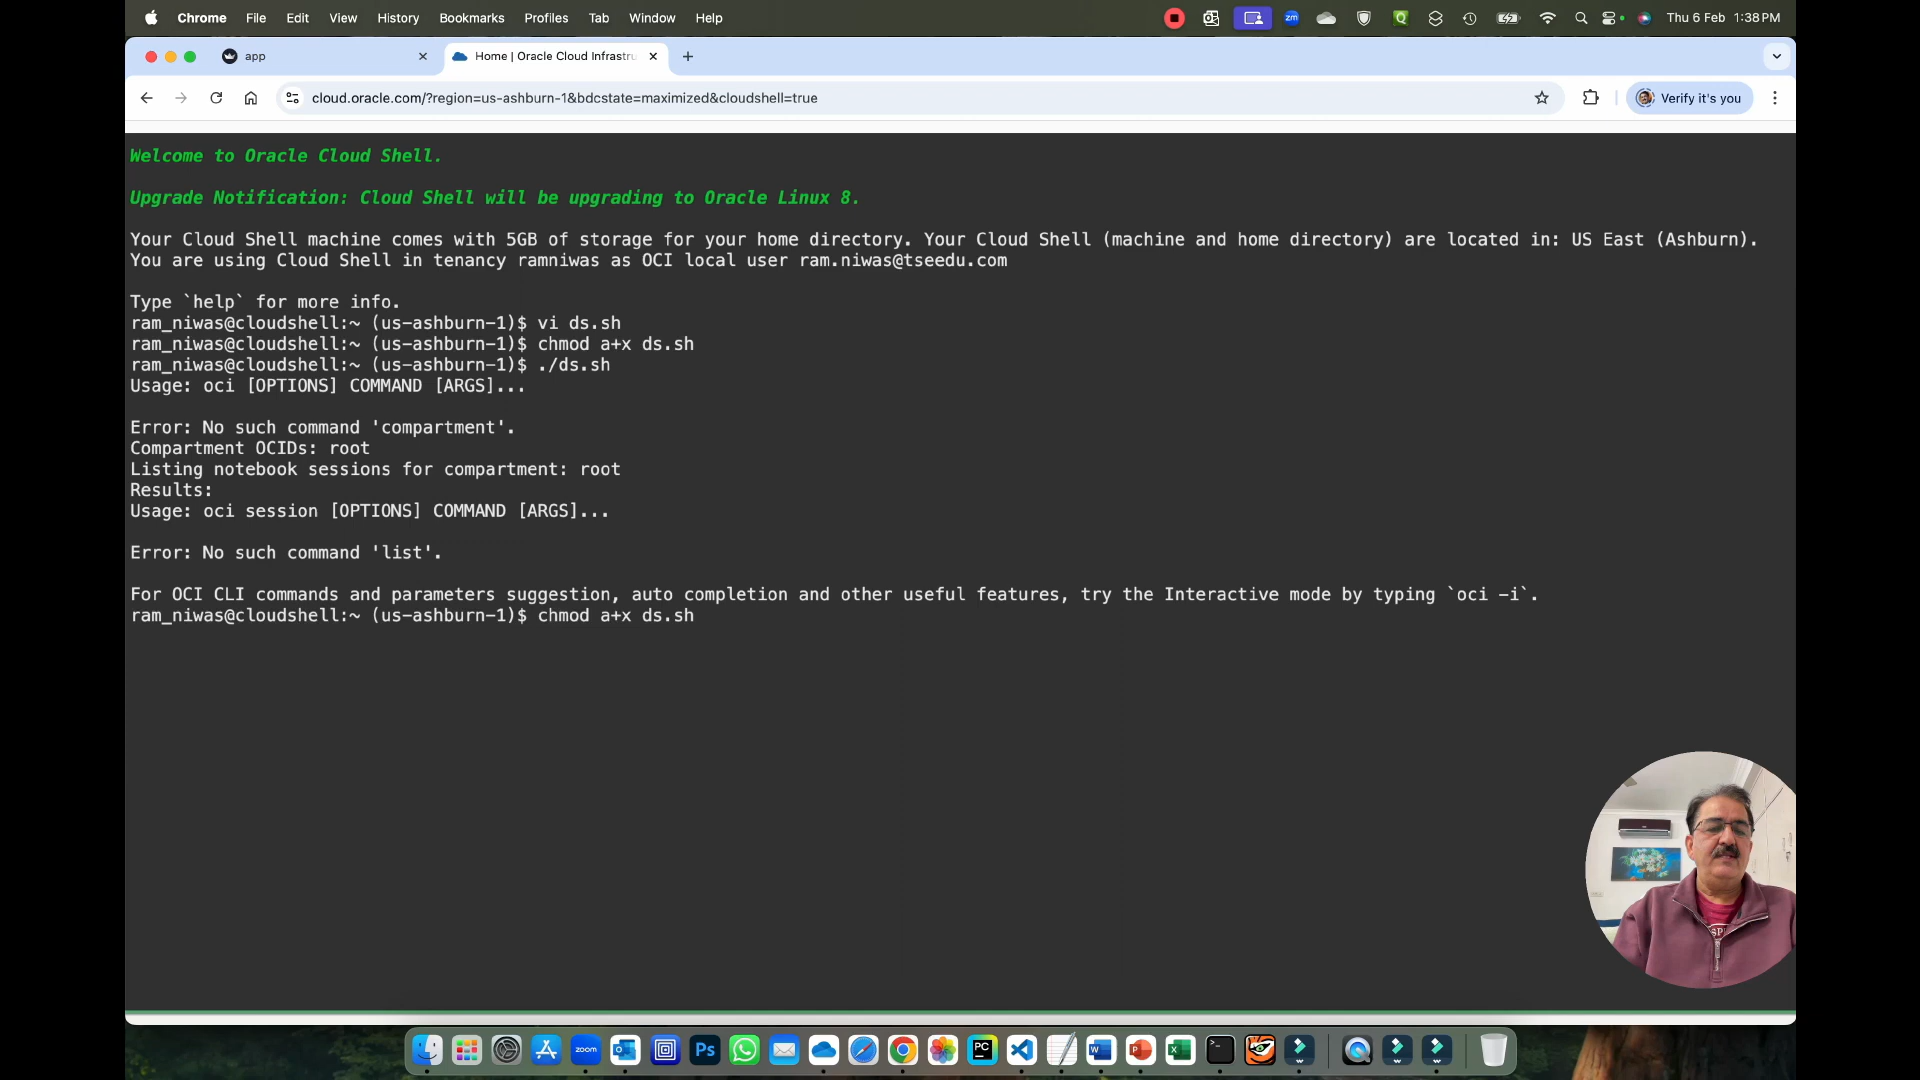 Chrome File Edit View History Bookmarks Profiles Tab Window Help
zm
Q
Thu 6 Feb 1:38 PM
app
Home | Oracle Cloud Infrastru
cloud.oracle.com/?region=us-ashburn-1&bdcstate=maximized&cloudshell=true
Verify it's you
Welcome to Oracle Cloud Shell.
Upgrade Notification: Cloud Shell will be upgrading to Oracle Linux 8.
Your Cloud Shell machine comes with 5GB of storage for your home directory. Your Cloud Shell (machine and home directory) are located in: US East (Ashburn).
You are using Cloud Shell in tenancy ramniwas as OCI local user ram.niwas@tseedu.com
Type `help` for more info.
ram_niwas@cloudshell:~ (us-ashburn-1)$ vi ds.sh
ram_niwas@cloudshell:~ (us-ashburn-1)$ chmod a+x ds.sh
ram_niwas@cloudshell:~ (us-ashburn-1)$ ./ds.sh
Usage: oci [OPTIONS] COMMAND [ARGS]...
Error: No such command 'compartment'.
Compartment OCIDs: root
Listing notebook sessions for compartment: root
Results:
Usage: oci session [OPTIONS] COMMAND [ARGS]...
Error: No such command 'list'.
For OCI CLI commands and parameters suggestion, auto completion and other useful features, try the Interactive mode by typing `oci -i`.
ram_niwas@cloudshell:~ (us-ashburn-1)$ chmod a+x ds.sh
zoom
Ps
PC
W
P
X